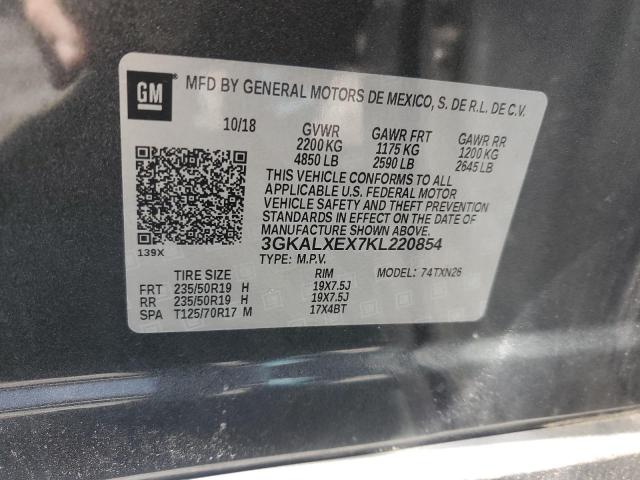 GM
MFD BY GENERAL MOTORS DE MEXICO, S. DE R.L. DE C.V.
10/18 GVWR GAWR FRT GAWR RR
2200 KG 1175 KG 1200 KG
4850 LB 2590 LB 2645 LB
THIS VEHICLE CONFORMS TO ALL
APPLICABLE U.S. FEDERAL MOTOR
VEHICLE SAFETY AND THEFT PREVENTION
STANDARDS IN EFFECT ON THE DATE OF
MANUFACTURE SHOWN ABOVE.
139X
3GKALXEX7KL220854
TYPE: M.P.V. MODEL: 74TXN26
TIRE SIZE RIM
FRT 235/50R19 H 19X7.5J
RR 235/50R19 H 19X7.5J
SPA T125/70R17 M 17X4BT